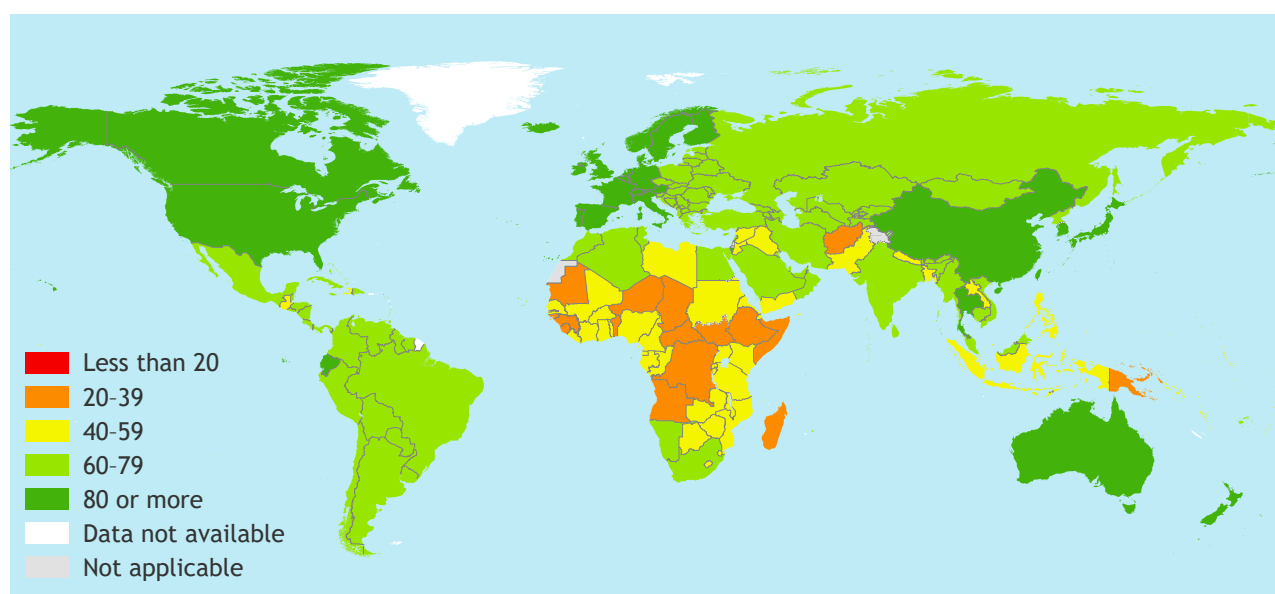 Less than 20
20–39
40–59
60–79
80 or more
Data not available
Not applicable